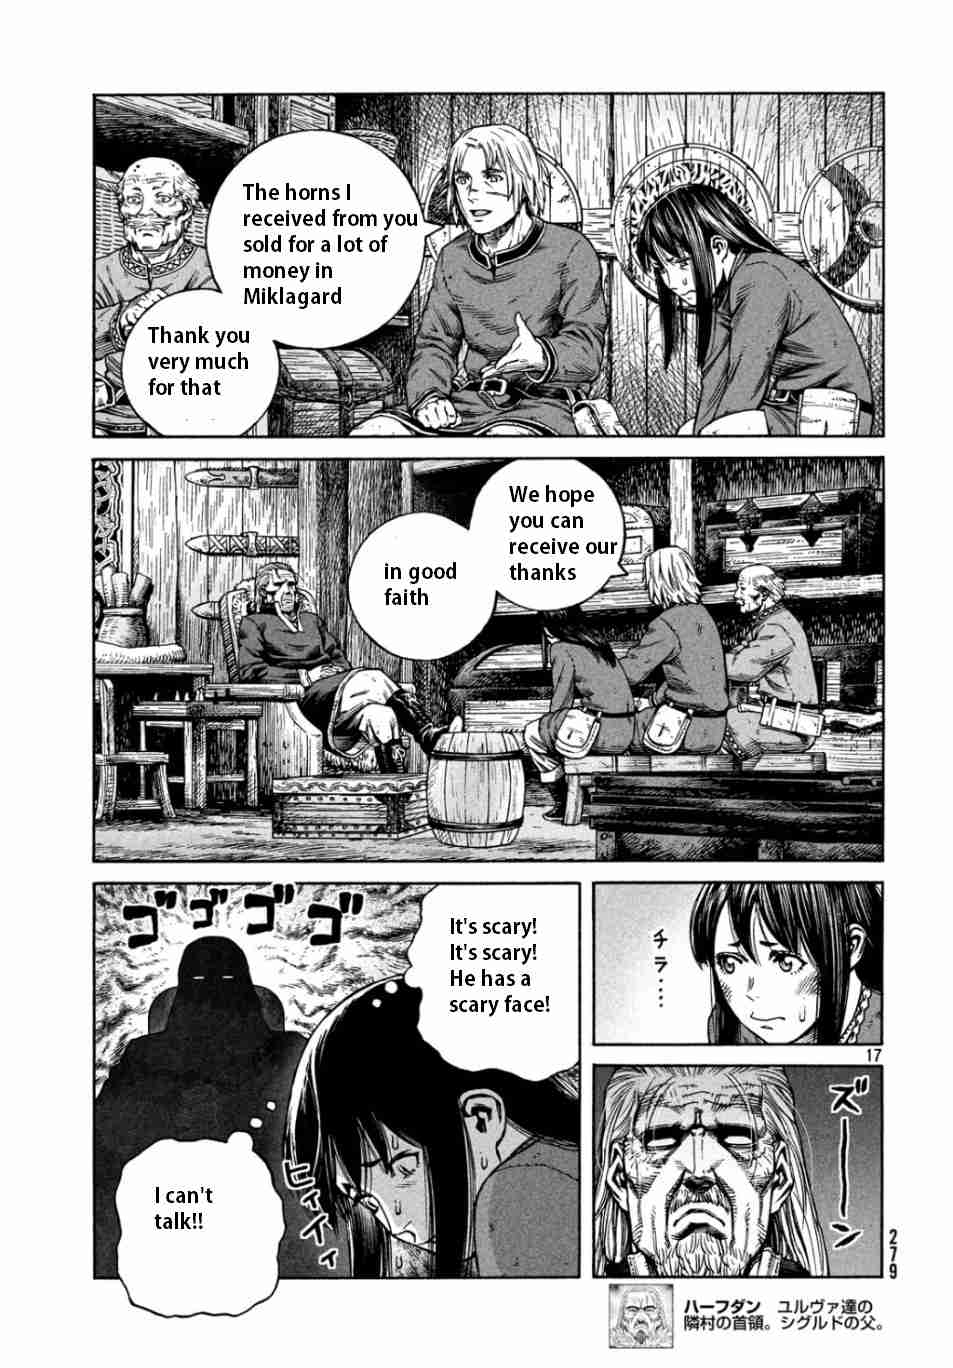 The horns I
received from you
sold for a lot of
money in
Miklagard
Thank you
very much
for that
We hope
you can
receive our
thanks
in good
faith
チラ・・・・
17
ズーーン
It's scary!
It's scary!
He has a
scary face!
ゴゴゴゴ
ヒィィィ
I can't
talk!!
279
ハーフダン　ユルヴァ達の
隣村の首領。シグルドの父。